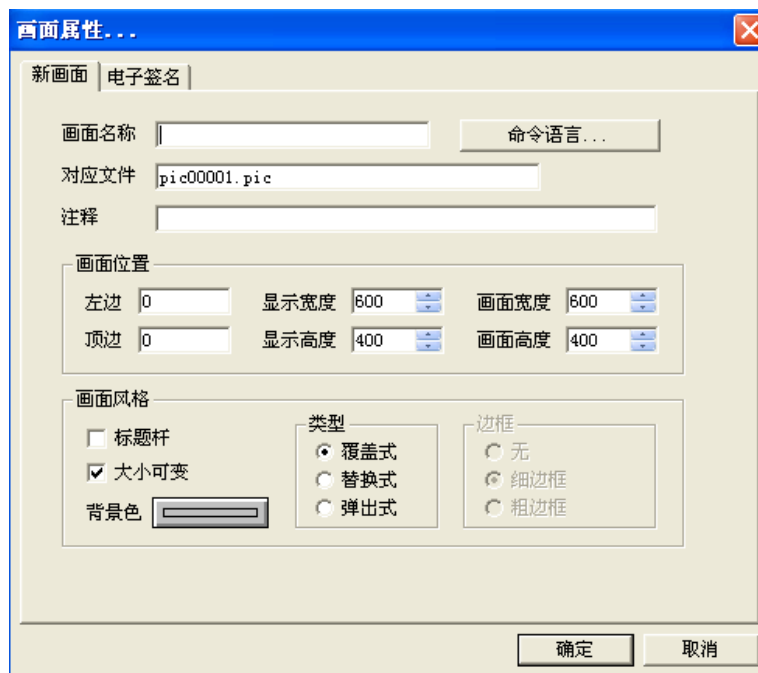 画面属性...
新画面 电子签名
画面名称 命令语言...
对应文件 pic00001.pic
注释
画面位置
左边 0 显示宽度 600 画面宽度 600
顶边 0 显示高度 400 画面高度 400
画面风格
类型 边框
标题杆 覆盖式 无
大小可变 替换式 细边框
背景色 弹出式 粗边框
确定 取消